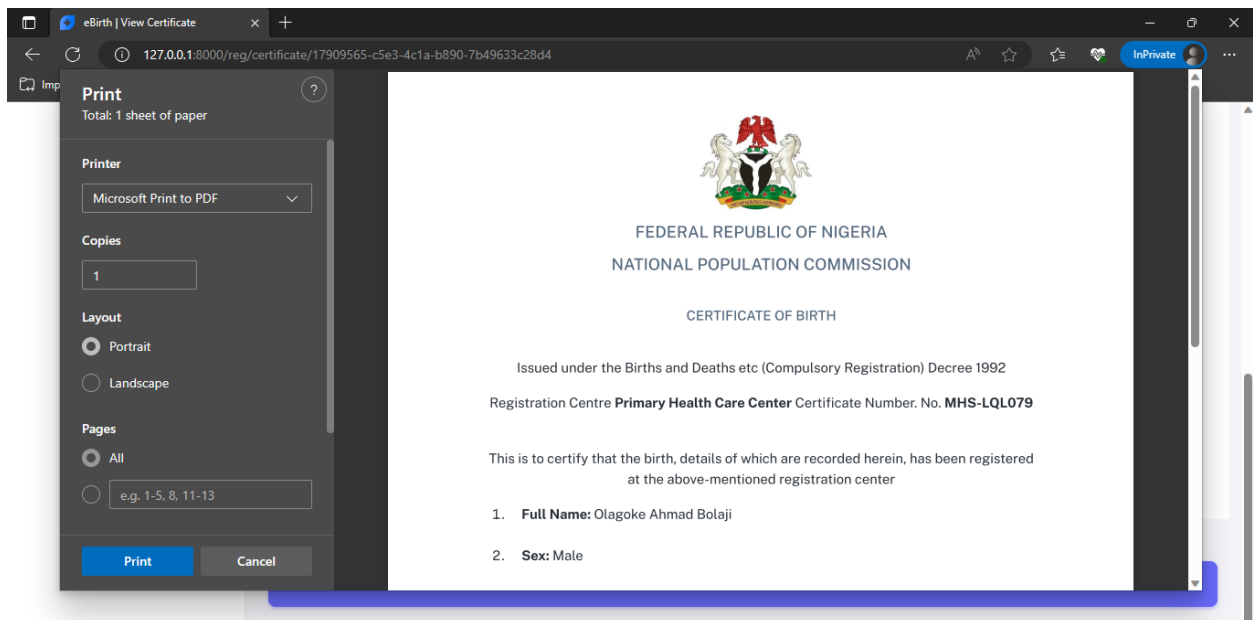 eBirth | View Certificate
127.0.0.1:8000/reg/certificate/17909565-c5e3-4c1a-b890-7b49633c28d4
InPrivate
Imp
Print
?
Total: 1 sheet of paper
Printer
Microsoft Print to PDF
Copies
1
Layout
Portrait
Landscape
Pages
All
e.g. 1-5, 8, 11-13
Print Cancel
FEDERAL REPUBLIC OF NIGERIA
NATIONAL POPULATION COMMISSION
CERTIFICATE OF BIRTH
Issued under the Births and Deaths etc (Compulsory Registration) Decree 1992
Registration Centre Primary Health Care Center Certificate Number. No. MHS-LQL079
This is to certify that the birth, details of which are recorded herein, has been registered
at the above-mentioned registration center
1. Full Name: Olagoke Ahmad Bolaji
2. Sex: Male